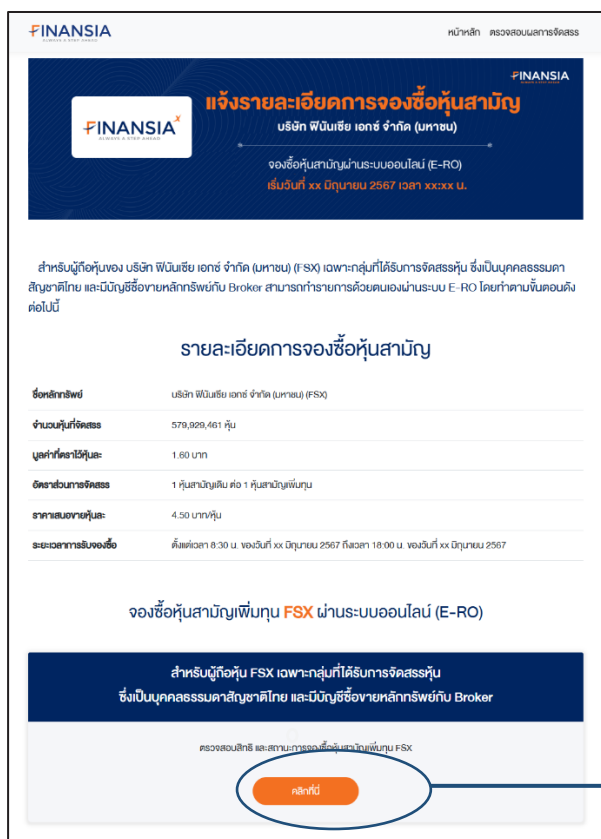 FINANSIA
ALWAYS A STEP AHEAD
หน้าหลัก ตรวจสอบผลการจัดสรร
FINANSIA
FINANSIA X
ALWAYS A STEP AHEAD
แจ้งรายละเอียดการจองซื้อหุ้นสามัญ
บริษัท ฟินันเซีย เอกซ์ จำกัด (มหาชน)
จองซื้อหุ้นสามัญผ่านระบบออนไลน์ (E-RO)
เริ่มวันที่ xx มิถุนายน 2567 เวลา xx:xx น.
สำหรับผู้ถือหุ้นของ บริษัท ฟินันเซีย เอกซ์ จำกัด (มหาชน) (FSX) เฉพาะกลุ่มที่ได้รับการจัดสรรหุ้น ซึ่งเป็นบุคคลธรรมดา
สัญชาติไทย และมีบัญชีซื้อขายหลักทรัพย์กับ Broker สามารถทำรายการด้วยตนเองผ่านระบบ E-RO โดยทำตามขั้นตอนดัง
ต่อไปนี้
รายละเอียดการจองซื้อหุ้นสามัญ
ชื่อหลักทรัพย์ บริษัท ฟินันเซีย เอกซ์ จำกัด (มหาชน) (FSX)
จำนวนหุ้นที่จัดสรร 579,929,461 หุ้น
มูลค่าที่ตราไว้หุ้นละ 1.60 บาท
อัตราส่วนการจัดสรร 1 หุ้นสามัญเดิม ต่อ 1 หุ้นสามัญเพิ่มทุน
ราคาเสนอขายหุ้นละ 4.50 บาท/หุ้น
ระยะเวลาการรับจองซื้อ ตั้งแต่เวลา 8:30 น. ของวันที่ xx มิถุนายน 2567 ถึงเวลา 18:00 น. ของวันที่ xx มิถุนายน 2567
จองซื้อหุ้นสามัญเพิ่มทุน FSX ผ่านระบบออนไลน์ (E-RO)
สำหรับผู้ถือหุ้น FSX เฉพาะกลุ่มที่ได้รับการจัดสรรหุ้น
ซึ่งเป็นบุคคลธรรมดาสัญชาติไทย และมีบัญชีซื้อขายหลักทรัพย์กับ Broker
ตรวจสอบสิทธิ และสถานะการจองซื้อหุ้นสามัญเพิ่มทุน FSX
คลิกที่นี่